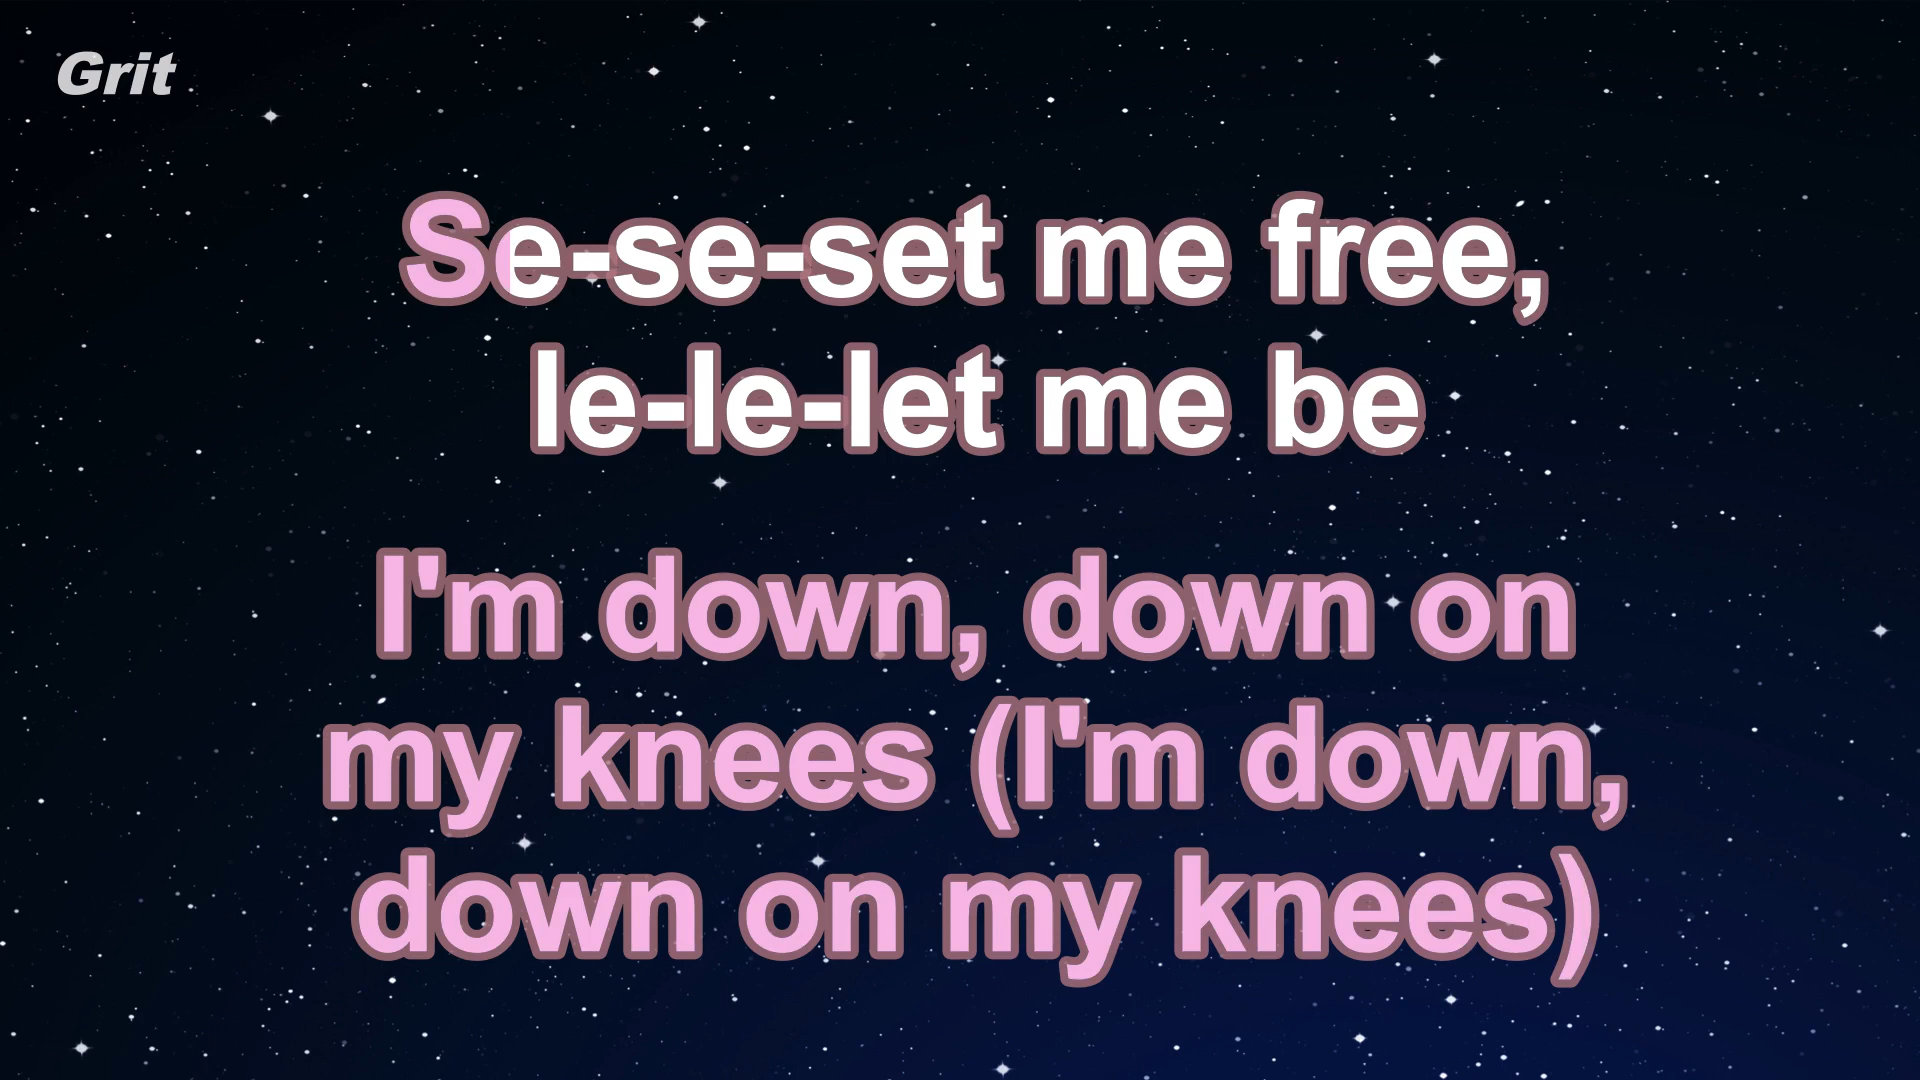 Grit
Se-se-set me free,
le-le-let me be
I'm down, down on
my knees (I'm down,
down on my knees)